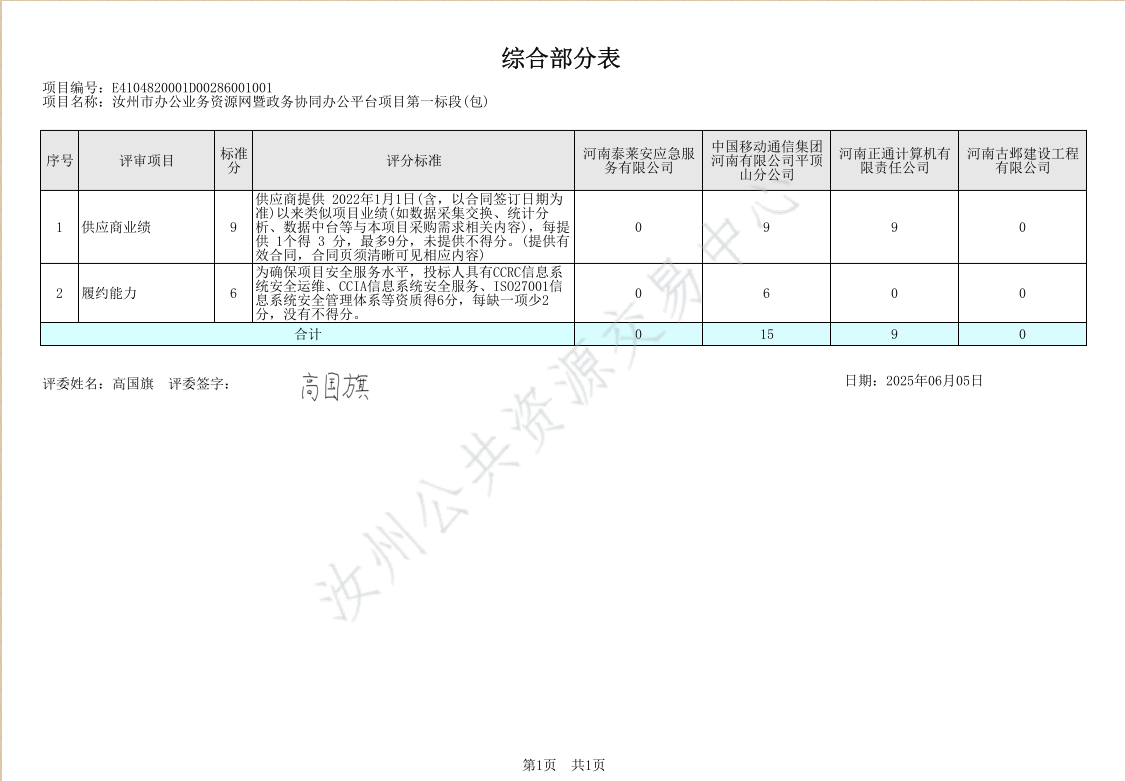 综合部分表
项目编号: E4104820001D00286001001
项目名称: 汝州市办公业务资源网暨政务协同办公平台项目第一标段(包)
序号 评审项目 标准分 评分标准 河南泰莱安应急服务有限公司 中国移动通信集团河南有限公司平顶山分公司 河南正通计算机有限责任公司 河南古邺建设工程有限公司
供应商提供 2022年1月1日(含, 以合同签订日期为
准)以来类似项目业绩(如数据采集交换、统计分
1 供应商业绩 9 析、数据中台等与本项目采购需求相关内容), 每提 0 9 9 0
供 1个得 3 分, 最多9分, 未提供不得分。(提供有
效合同, 合同页须清晰可见相应内容)
为确保项目安全服务水平, 投标人具有CCRC信息系
统安全运维、CCIA信息系统安全服务、ISO27001信
2 履约能力 6 息系统安全管理体系等资质得6分, 每缺一项少2 0 6 0 0
分, 没有不得分。
合计 0 15 9 0
评委姓名: 高国旗 评委签字: 高国旗 日期: 2025年06月05日
汝州公共资源交易中心
第1页 共1页